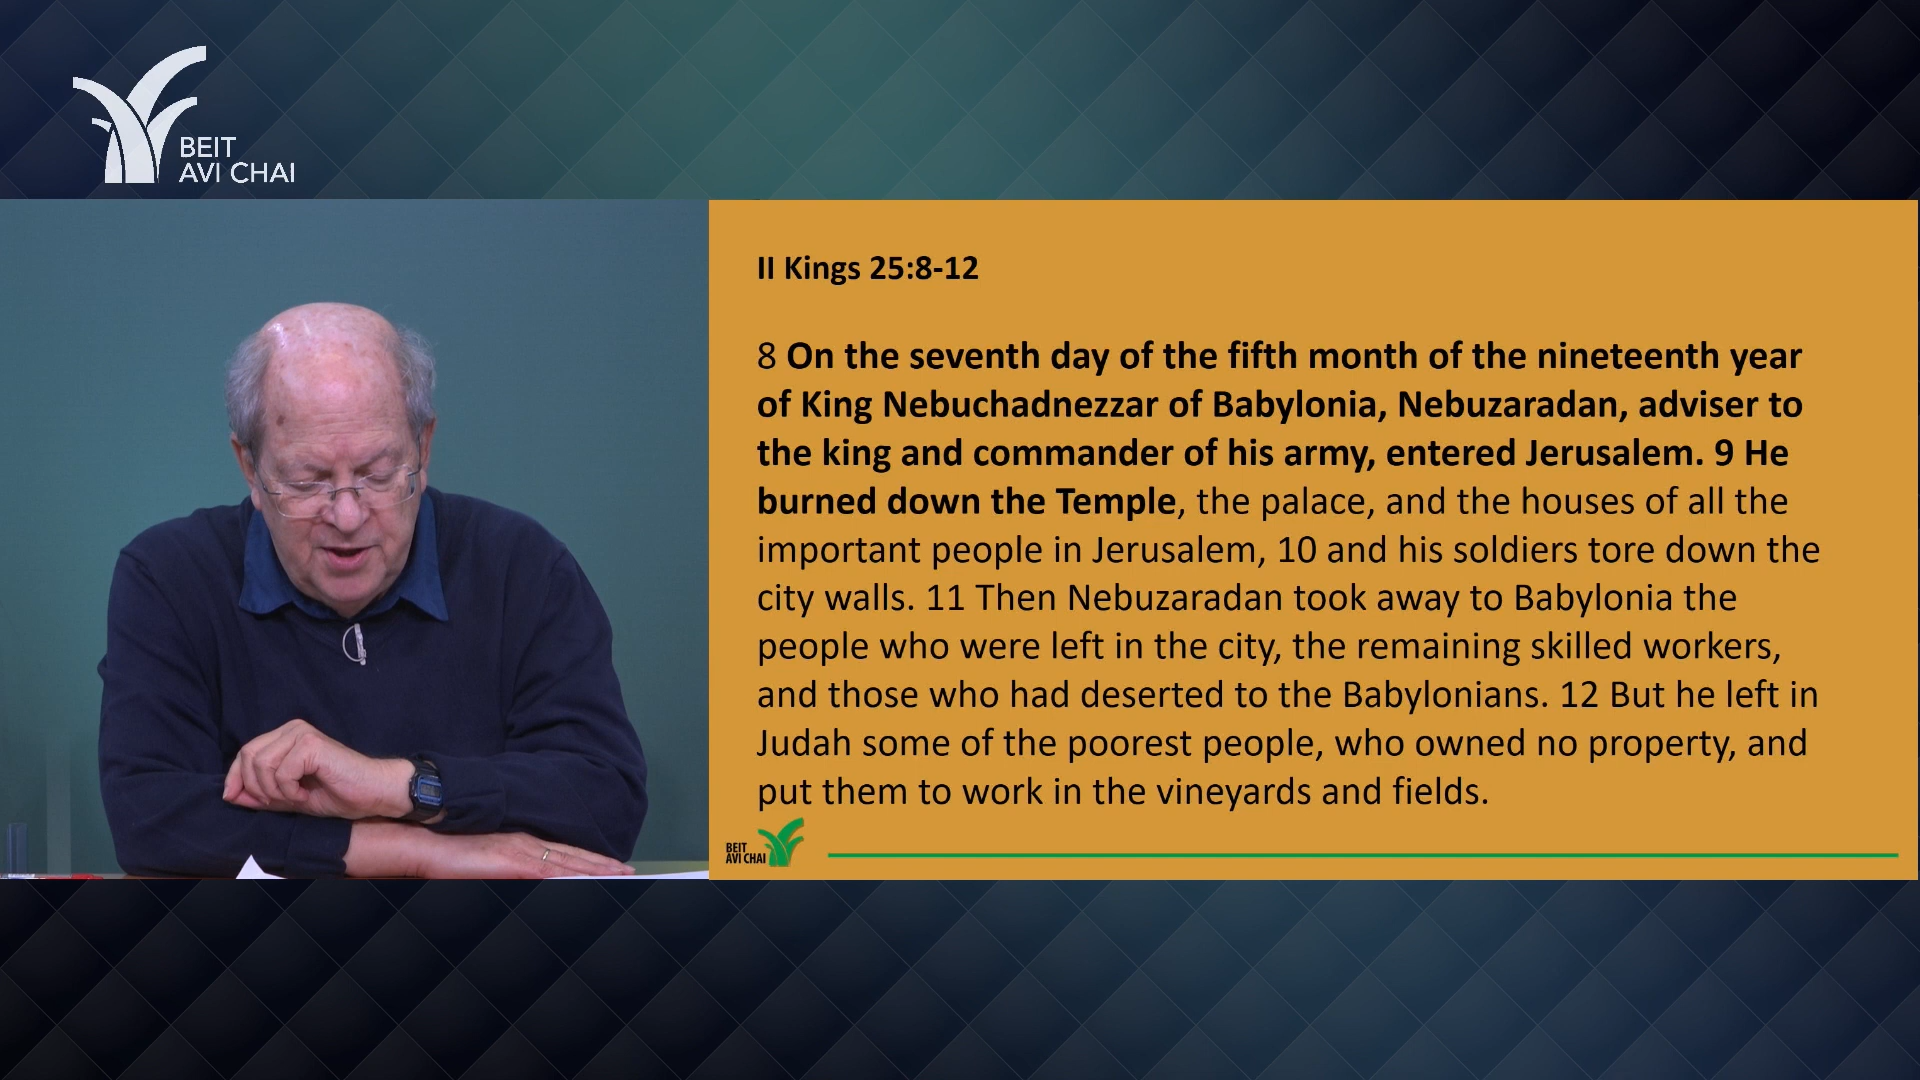 BEIT
AVI CHAI
II Kings 25:8-12
8 On the seventh day of the fifth month of the nineteenth year
of King Nebuchadnezzar of Babylonia, Nebuzaradan, adviser to
the king and commander of his army, entered Jerusalem. 9 He
burned down the Temple, the palace, and the houses of all the
important people in Jerusalem, 10 and his soldiers tore down the
city walls. 11 Then Nebuzaradan took away to Babylonia the
people who were left in the city, the remaining skilled workers,
and those who had deserted to the Babylonians. 12 But he left in
Judah some of the poorest people, who owned no property, and
put them to work in the vineyards and fields.
BEIT
AVI CHAI